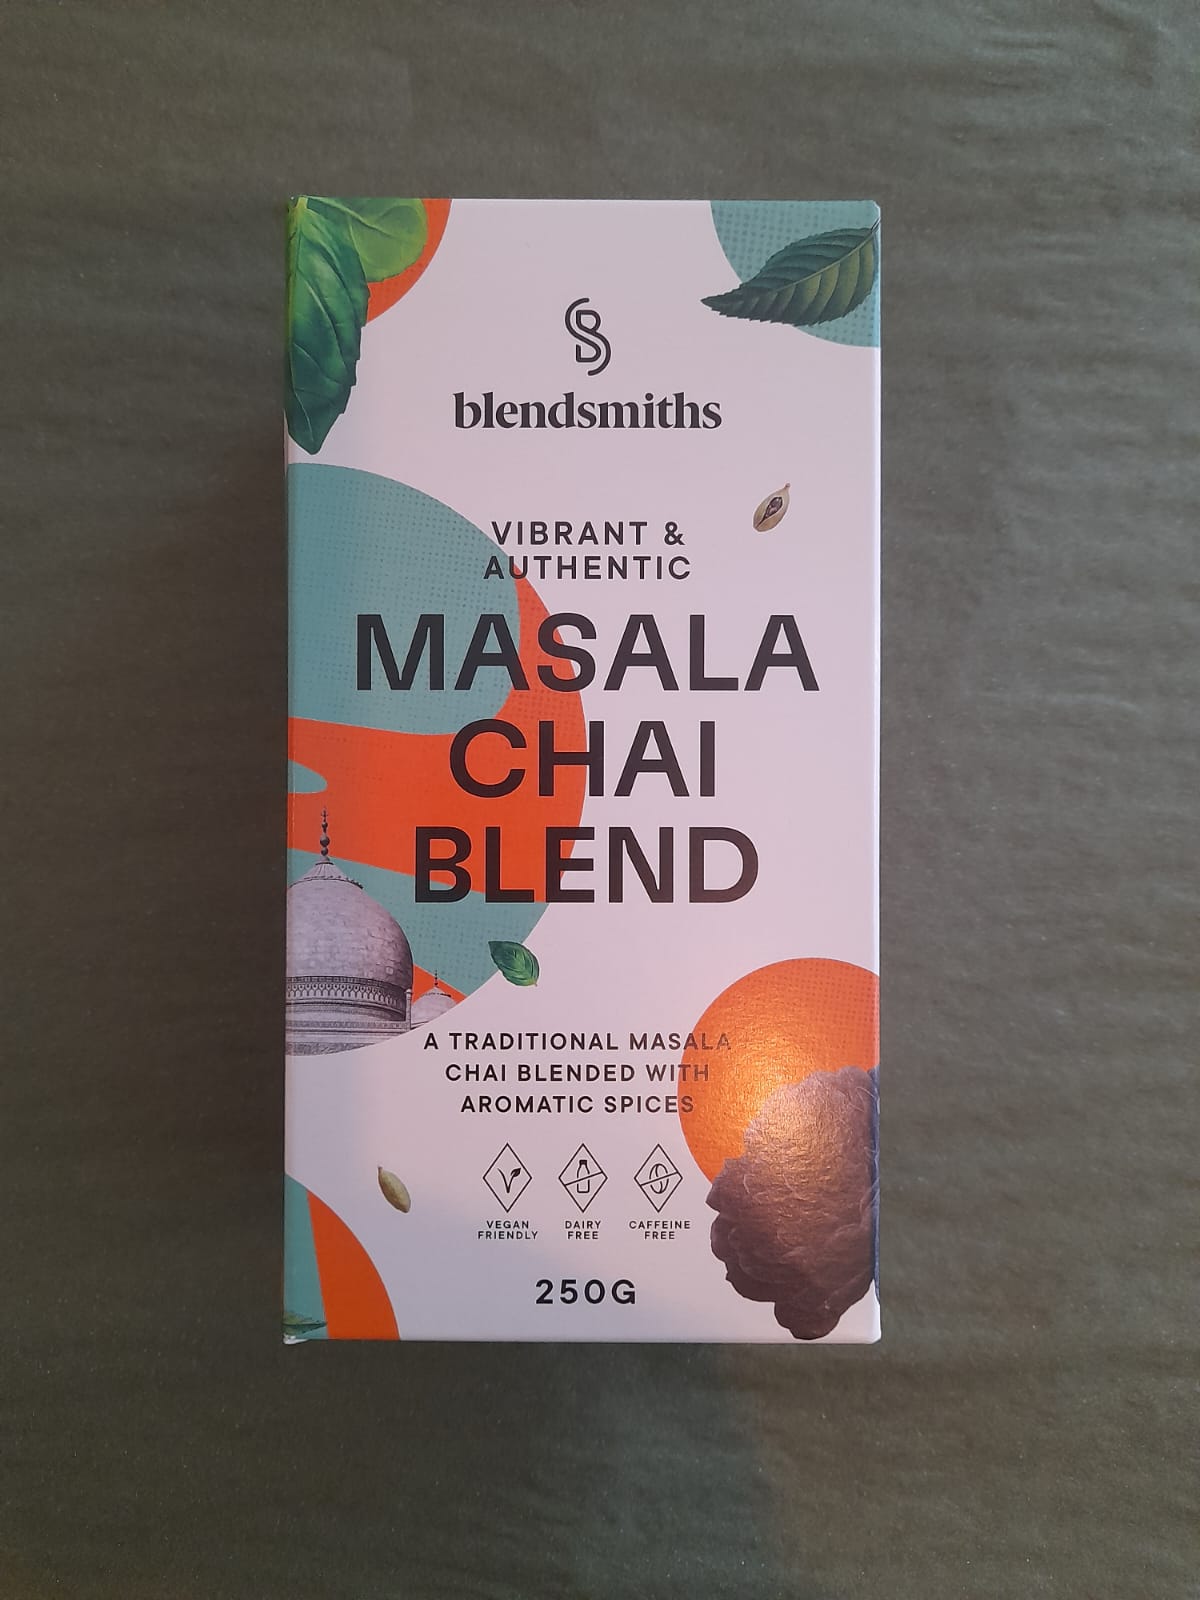 blendsmiths
VIBRANT &
AUTHENTIC
MASALA
CHAI
BLEND
A TRADITIONAL MASALA
CHAI BLENDED WITH
AROMATIC SPICES
VEGAN
FRIENDLY
DAIRY
FREE
CAFFEINE
FREE
250G